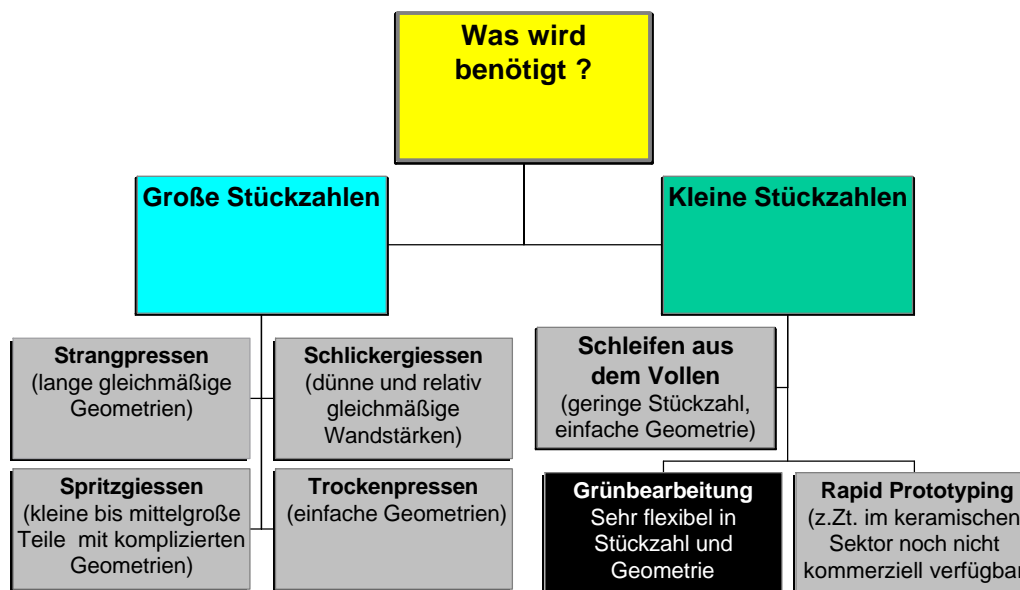 Was wird
benötigt ?
Große Stückzahlen
Kleine Stückzahlen
Strangpressen
(lange gleichmäßige
Geometrien)
Schlickergiessen
(dünne und relativ
gleichmäßige
Wandstärken)
Spritzgiessen
(kleine bis mittelgroße
Teile mit komplizierten
Geometrien)
Trockenpressen
(einfache Geometrien)
Schleifen aus
dem Vollen
(geringe Stückzahl,
einfache Geometrie)
Grünbearbeitung
Sehr flexibel in
Stückzahl und
Geometrie
Rapid Prototyping
(z.Zt. im keramischen
Sektor noch nicht
kommerziell verfügbar